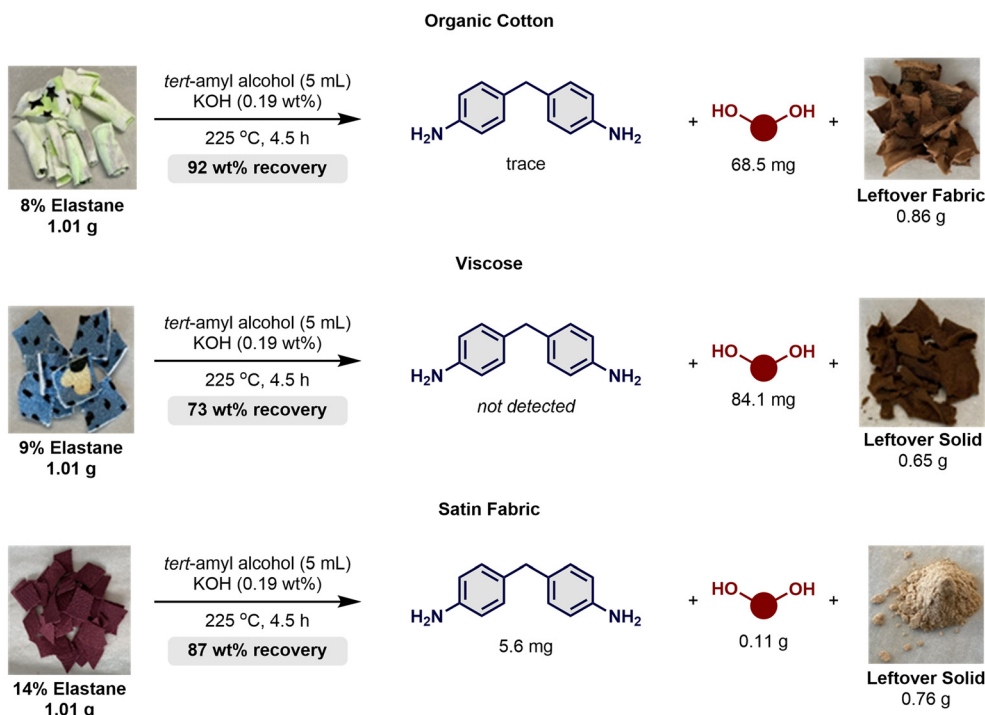 Organic Cotton
tert-amyl alcohol (5 mL)
KOH (0.19 wt%)
225 °C, 4.5 h
92 wt% recovery
8% Elastane
1.01 g
H₂N
NH₂
trace
+
HO
OH
68.5 mg
+
Leftover Fabric
0.86 g
Viscose
tert-amyl alcohol (5 mL)
KOH (0.19 wt%)
225 °C, 4.5 h
73 wt% recovery
9% Elastane
1.01 g
H₂N
NH₂
not detected
+
HO
OH
84.1 mg
+
Leftover Solid
0.65 g
Satin Fabric
tert-amyl alcohol (5 mL)
KOH (0.19 wt%)
225 °C, 4.5 h
87 wt% recovery
14% Elastane
1.01 g
H₂N
NH₂
5.6 mg
+
HO
OH
0.11 g
+
Leftover Solid
0.76 g